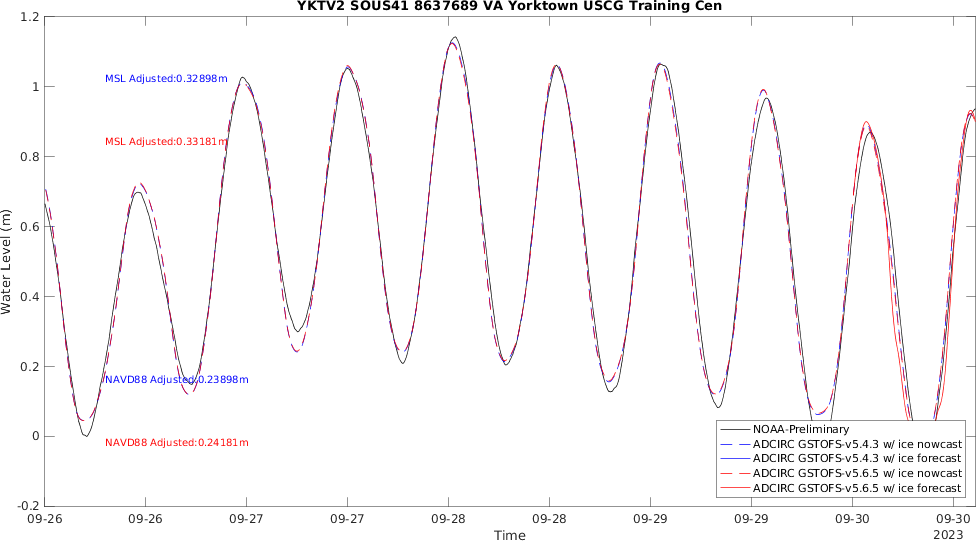 YKTV2 SOUS41 8637689 VA Yorktown USCG Training Cen
1.2
1
0.8
0.6
0.4
0.2
0
-0.2
Water Level (m)
MSL Adjusted:0.32898m
MSL Adjusted:0.33181m
NAVD88 Adjusted:0.23898m
NAVD88 Adjusted:0.24181m
NOAA-Preliminary
ADCIRC GSTOFS-v5.4.3 w/ ice nowcast
ADCIRC GSTOFS-v5.4.3 w/ ice forecast
ADCIRC GSTOFS-v5.6.5 w/ ice nowcast
ADCIRC GSTOFS-v5.6.5 w/ ice forecast
09-26 09-26 09-27 09-27 09-28 09-28 09-29 09-29 09-30 09-30
Time
2023